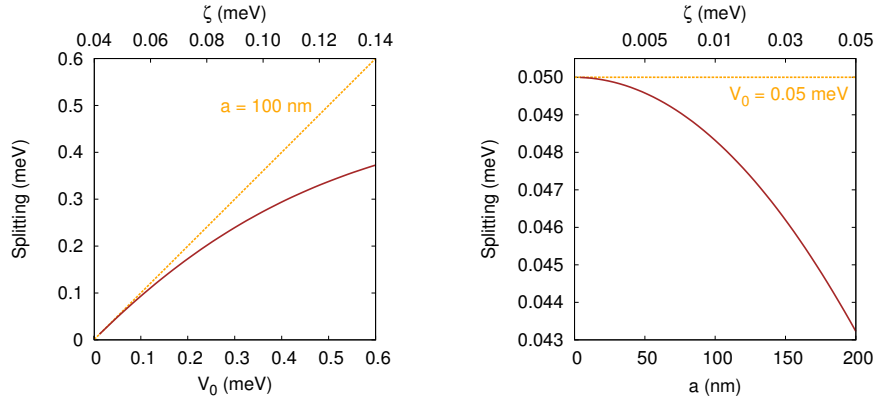 ζ (meV)
0.04 0.06 0.08 0.10 0.12 0.14
0.6
0.5
0.4
0.3
0.2
0.1
0
Splitting (meV)
a = 100 nm
0 0.1 0.2 0.3 0.4 0.5 0.6
V_0 (meV)
ζ (meV)
0.005 0.01 0.03 0.05
0.050
0.049
0.048
0.047
0.046
0.045
0.044
0.043
Splitting (meV)
V_0 = 0.05 meV
0 50 100 150 200
a (nm)